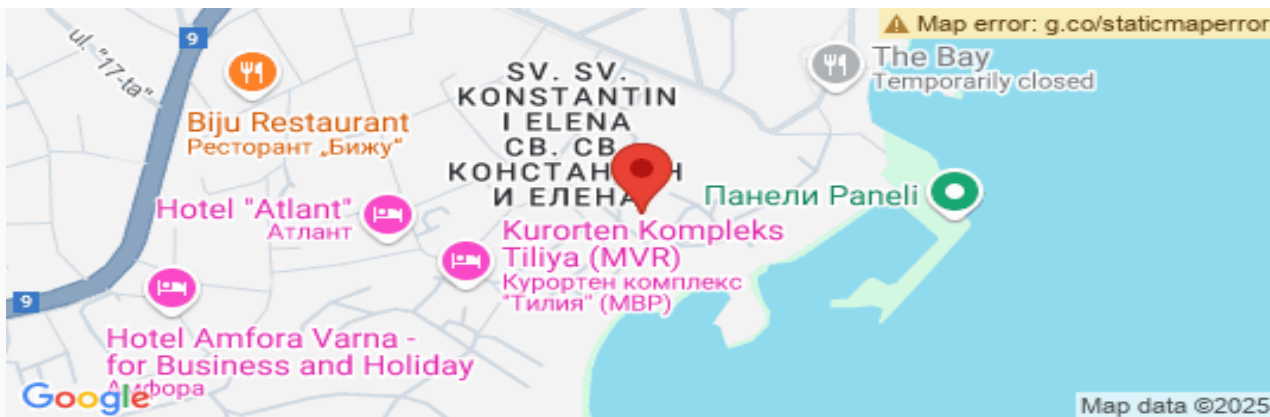 Map error: g.co/staticmaperror
9
ul. "17-ta"
The Bay
Temporarily closed
SV. SV.
KONSTANTIN
I ELENA
СВ. СВ.
И ЕЛЕНА
Biju Restaurant
Ресторант „Бижу“
Панели Paneli
Hotel "Atlant"
Атлант
Kurorten Kompleks
Tiliya (MVR)
Курортен комплекс
"Тилия" (МВР)
9
Hotel Amfora Varna -
for Business and Holiday
Амфора
Google
Map data ©2025